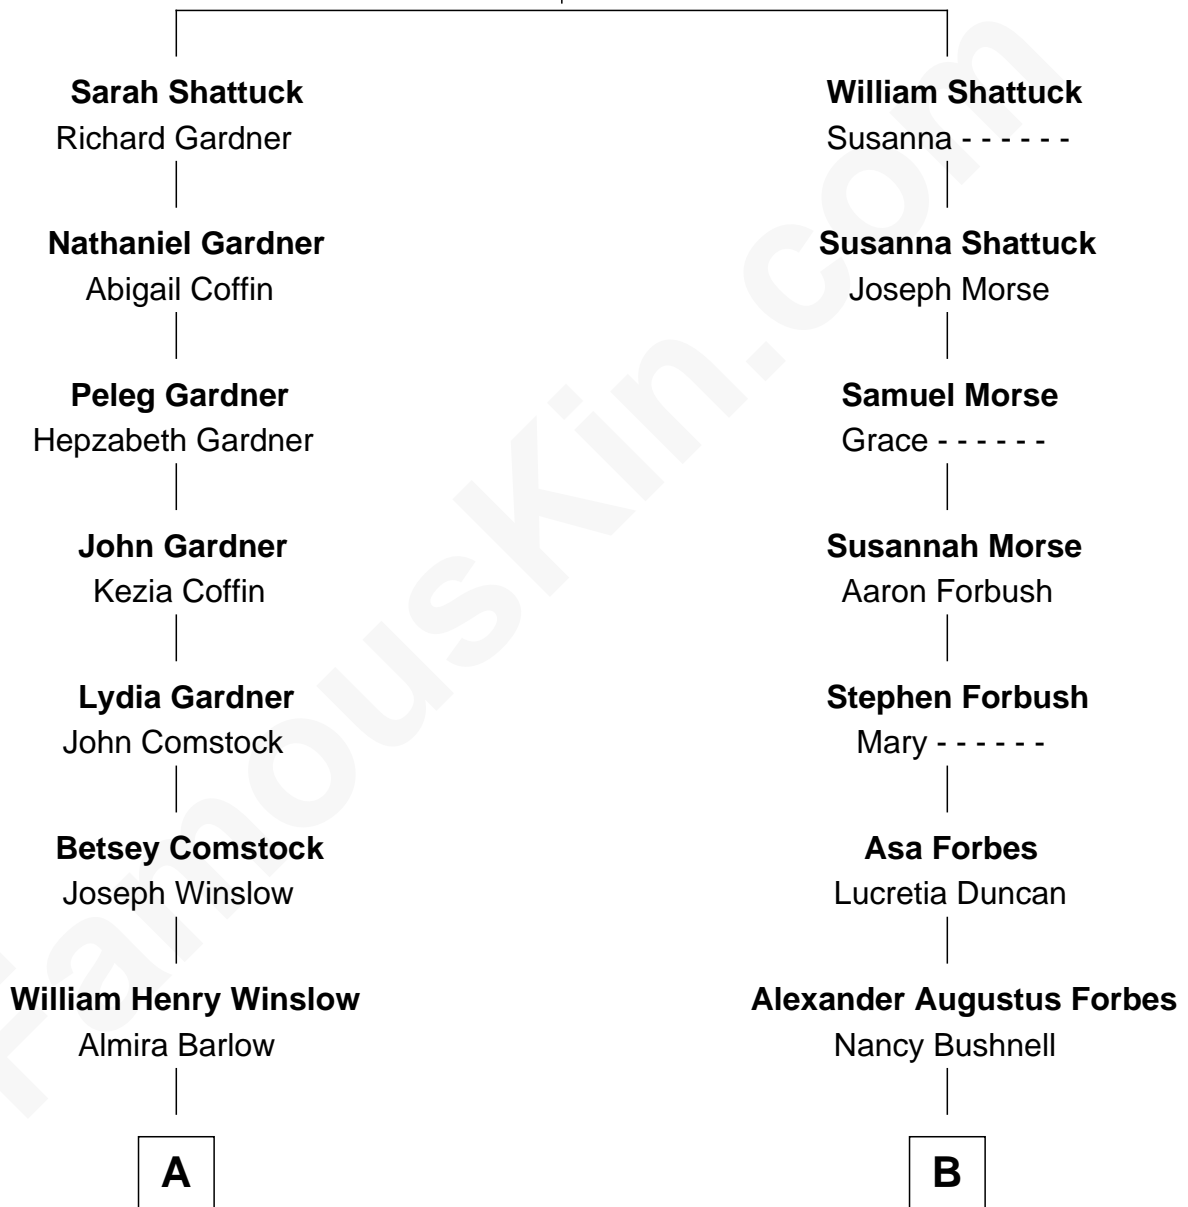 Sarah Shattuck
Richard Gardner
Nathaniel Gardner
Abigail Coffin
Peleg Gardner
Hepzabeth Gardner
John Gardner
Kezia Coffin
Lydia Gardner
John Comstock
Betsey Comstock
Joseph Winslow
William Henry Winslow
Almira Barlow
A
William Shattuck
Susanna - - - - - -
Susanna Shattuck
Joseph Morse
Samuel Morse
Grace - - - - - -
Susannah Morse
Aaron Forbush
Stephen Forbush
Mary - - - - - -
Asa Forbes
Lucretia Duncan
Alexander Augustus Forbes
Nancy Bushnell
B
FamousKin.com